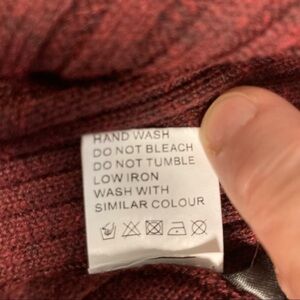 HAND WASH
DO NOT BLEACH
DO NOT TUMBLE
LOW IRON
WASH WITH
SIMILAR COLOUR